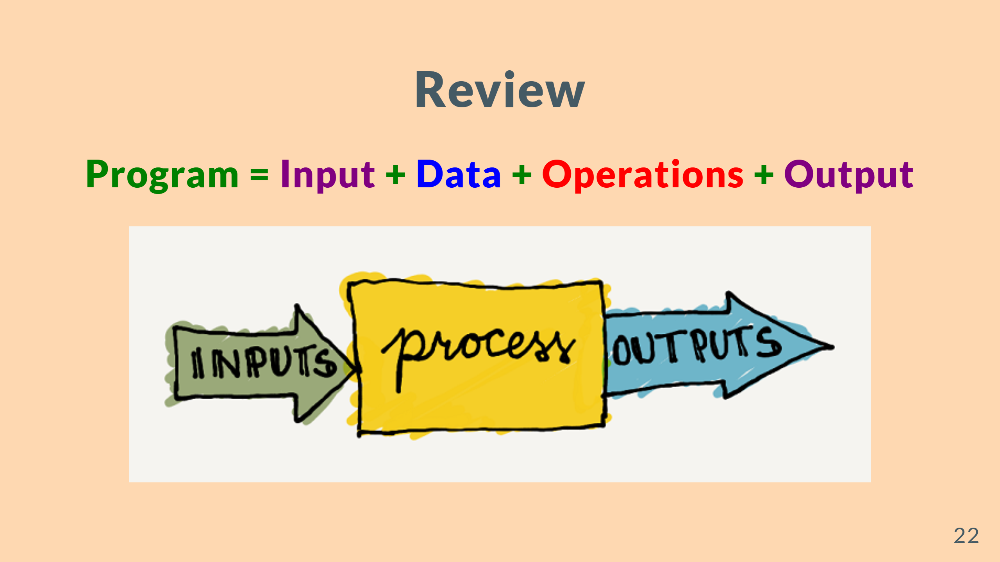 Review
Program = Input + Data + Operations + Output
INPUTS
process
OUTPUTS
22